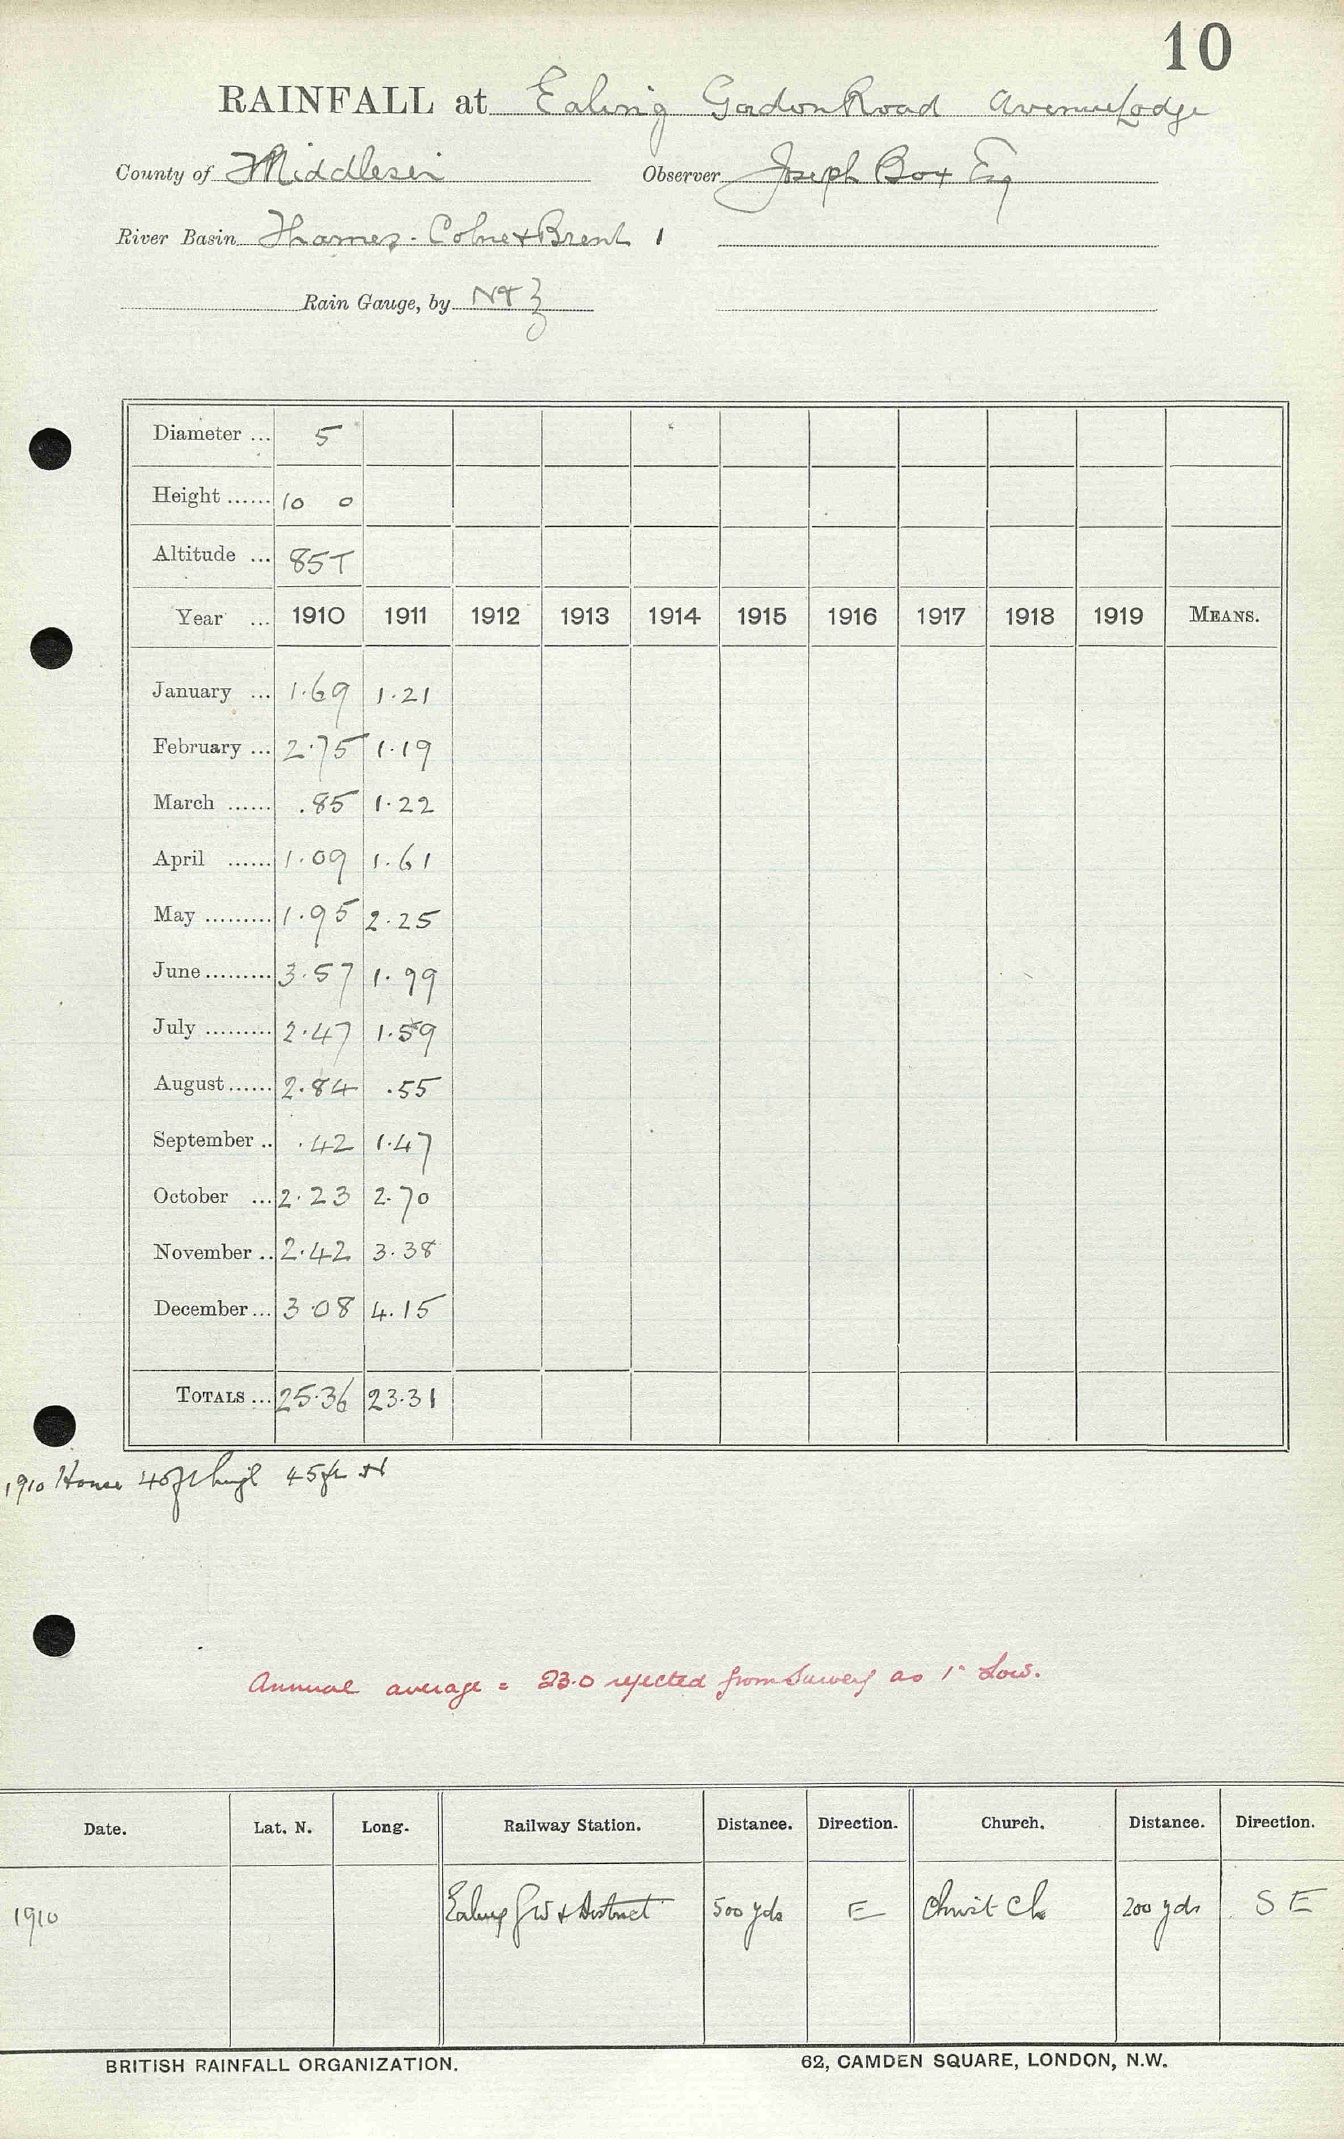 10
RAINFALL at Ealing Gordon Road Avenue Lodge
County of Middlesex Observer Joseph Box Esq
River Basin Thames - Colne & Brent 1
Rain Gauge, by N & Z
Diameter ... 5
Height ...... 10 0
Altitude ... 85T
Year ... 1910 1911 1912 1913 1914 1915 1916 1917 1918 1919 MEANS.
January ... 1.69 1.21
February ... 2.75 1.19
March ...... .85 1.22
April ...... 1.09 1.61
May ......... 1.95 2.25
June ......... 3.57 1.99
July ......... 2.47 1.59
August ...... 2.84 .55
September .. .42 1.47
October ... 2.23 2.70
November .. 2.42 3.38
December ... 3.08 4.15
TOTALS ... 25.36 23.31
1910 House 40ft high 45ft
Annual average = 23.0 rejected from Survey as 1" Low.
Date. Lat. N. Long. Railway Station. Distance. Direction. Church. Distance. Direction.
1910 Ealing GW & District 500 yds E Christ Ch 200 yds S E
BRITISH RAINFALL ORGANIZATION. 62, CAMDEN SQUARE, LONDON, N.W.